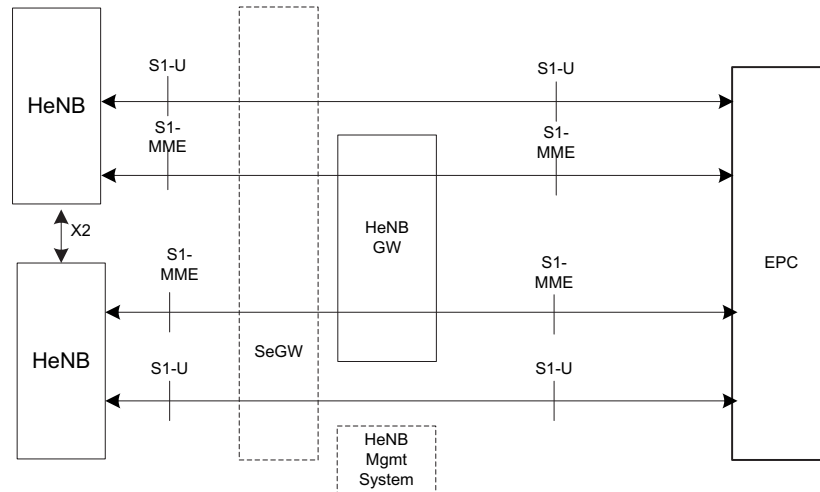 S1-U
S1-U
HeNB
S1-
MME
S1-
MME
X2
HeNB
GW
S1-
MME
S1-
MME
EPC
HeNB
SeGW
S1-U
S1-U
HeNB
Mgmt
System